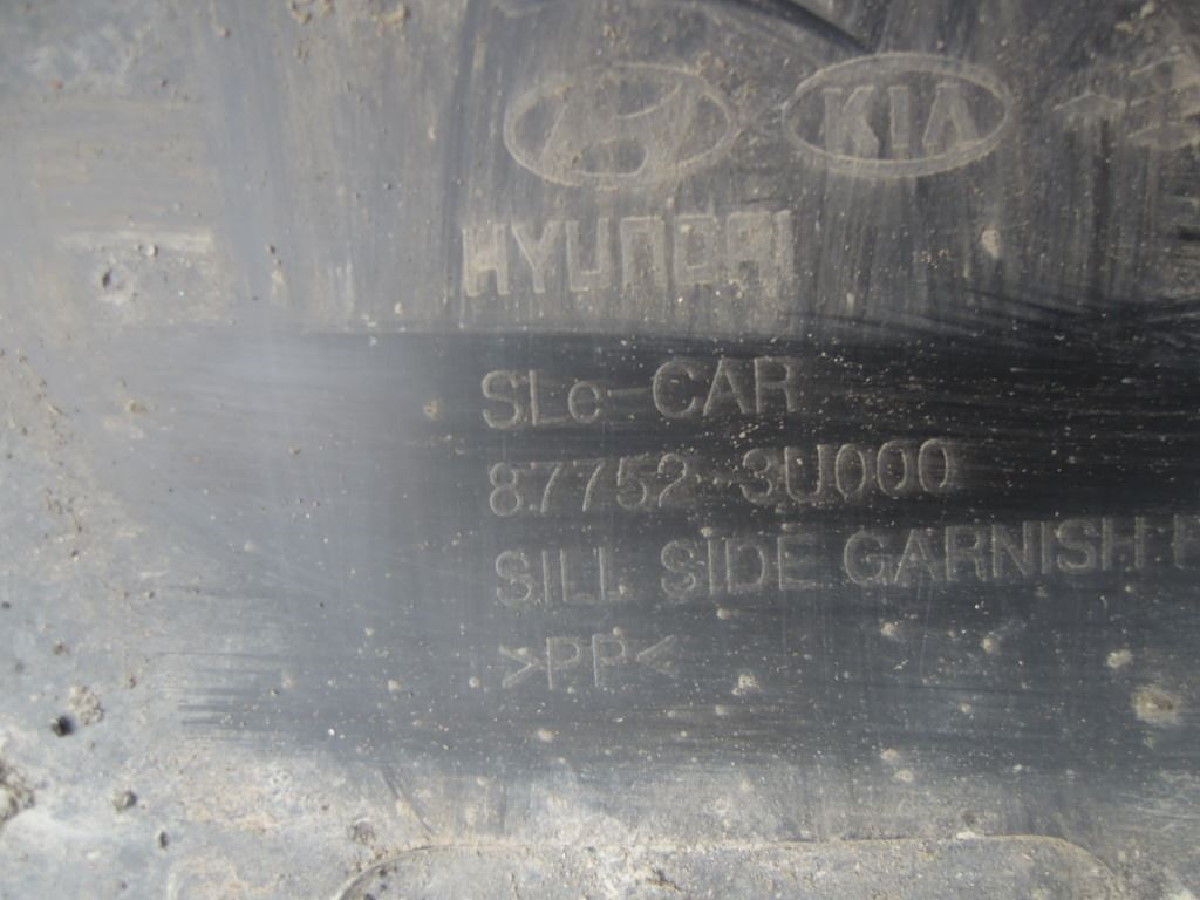 KIA
HYUNDAI
SLc-CAR
87752-3U000
SILL SIDE GARNISH
>PP<